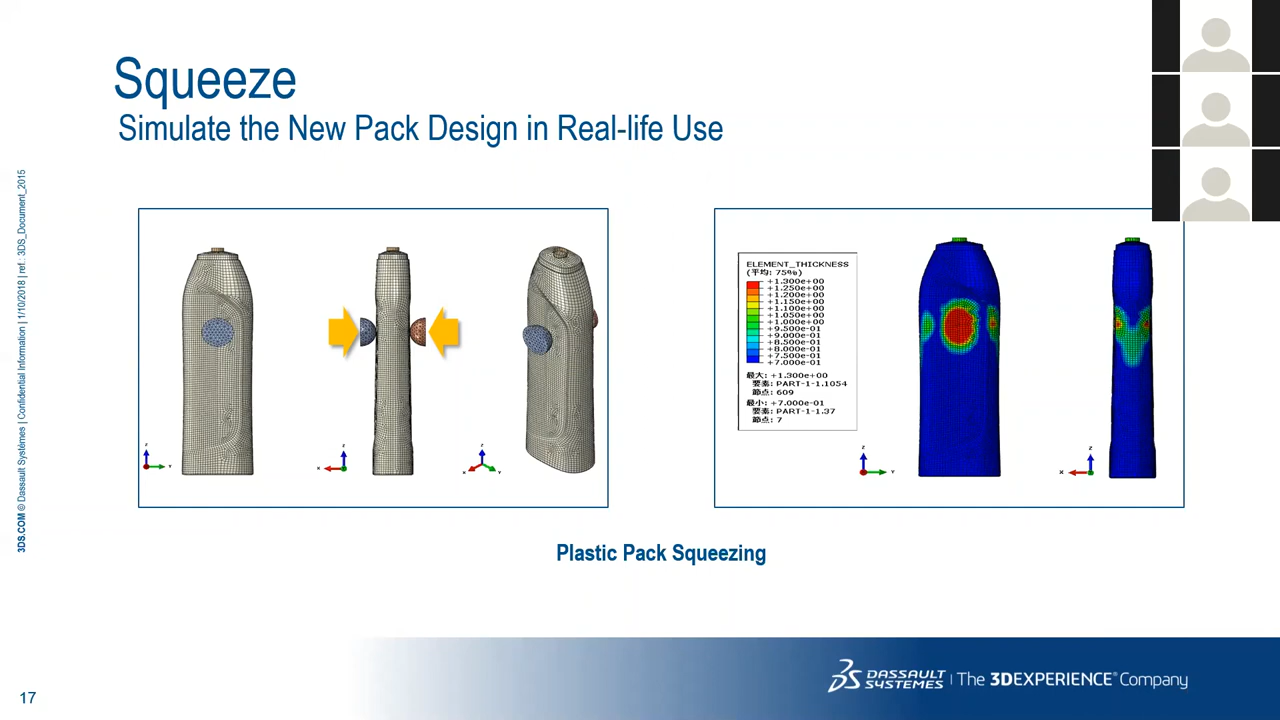 Squeeze
Simulate the New Pack Design in Real-life Use
3DS.COM © Dassault Systèmes | Confidential Information | 1/10/2018 | ref.: 3DS_Document_2015
Z
Y
Z
X
Z
X
Y
ELEMENT_THICKNESS
(平均: 75%)
+1.300e+00
+1.250e+00
+1.200e+00
+1.150e+00
+1.100e+00
+1.050e+00
+1.000e+00
+9.500e-01
+9.000e-01
+8.500e-01
+8.000e-01
+7.500e-01
+7.000e-01
最大: +1.300e+00
要素: PART-1-1.1054
節点: 609
最小: +7.000e-01
要素: PART-1-1.37
節点: 7
Z
Y
Z
X
Plastic Pack Squeezing
DASSAULT SYSTEMES | The 3DEXPERIENCE® Company
17